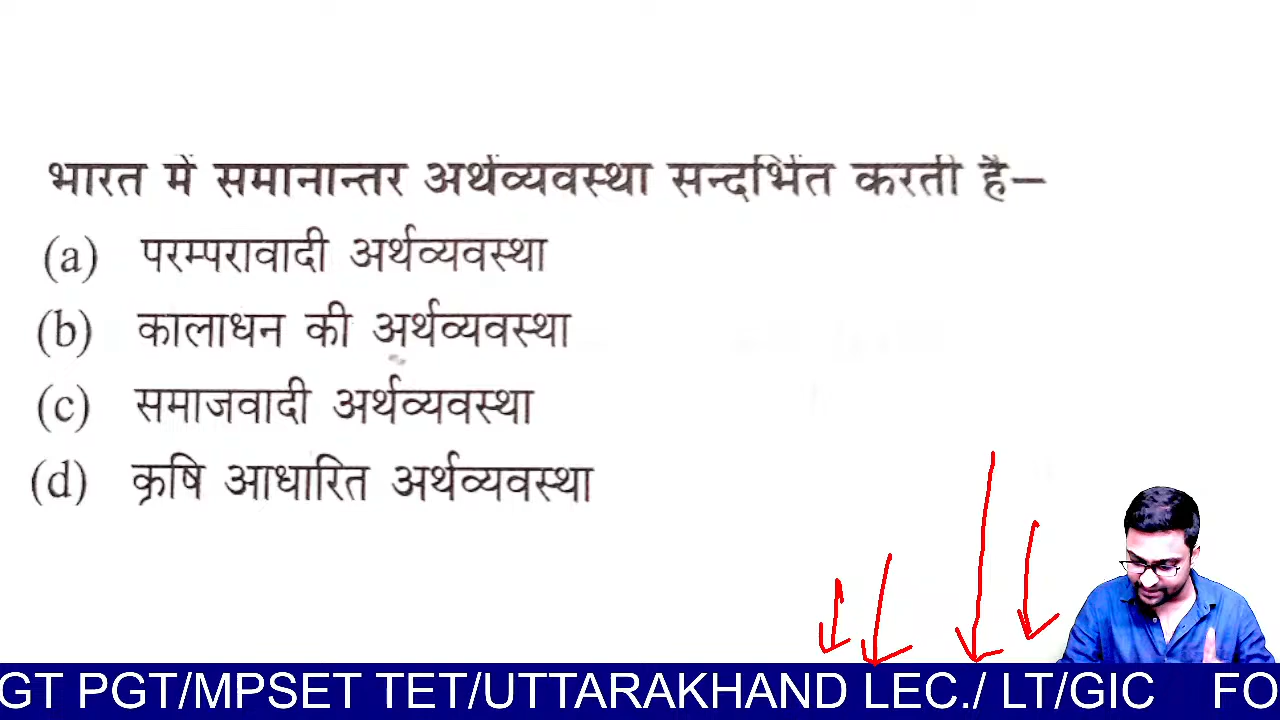 भारत में समानान्तर अर्थव्यवस्था सन्दर्भित करती है–
(a) परम्परावादी अर्थव्यवस्था
(b) कालाधन की अर्थव्यवस्था
(c) समाजवादी अर्थव्यवस्था
(d) कृषि आधारित अर्थव्यवस्था
GT PGT/MPSET TET/UTTARAKHAND LEC./ LT/GIC FO